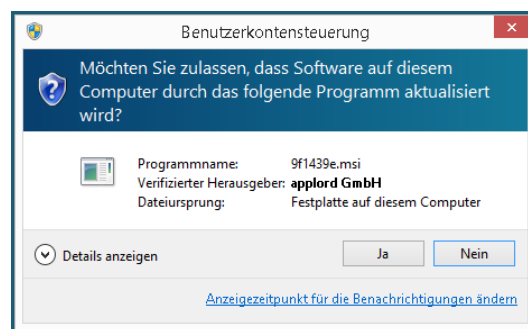 Benutzerkontensteuerung
Möchten Sie zulassen, dass Software auf diesem
Computer durch das folgende Programm aktualisiert
wird?
Programmname: 9f1439e.msi
Verifizierter Herausgeber: applord GmbH
Dateiursprung: Festplatte auf diesem Computer
Details anzeigen
Ja
Nein
Anzeigezeitpunkt für die Benachrichtigungen ändern